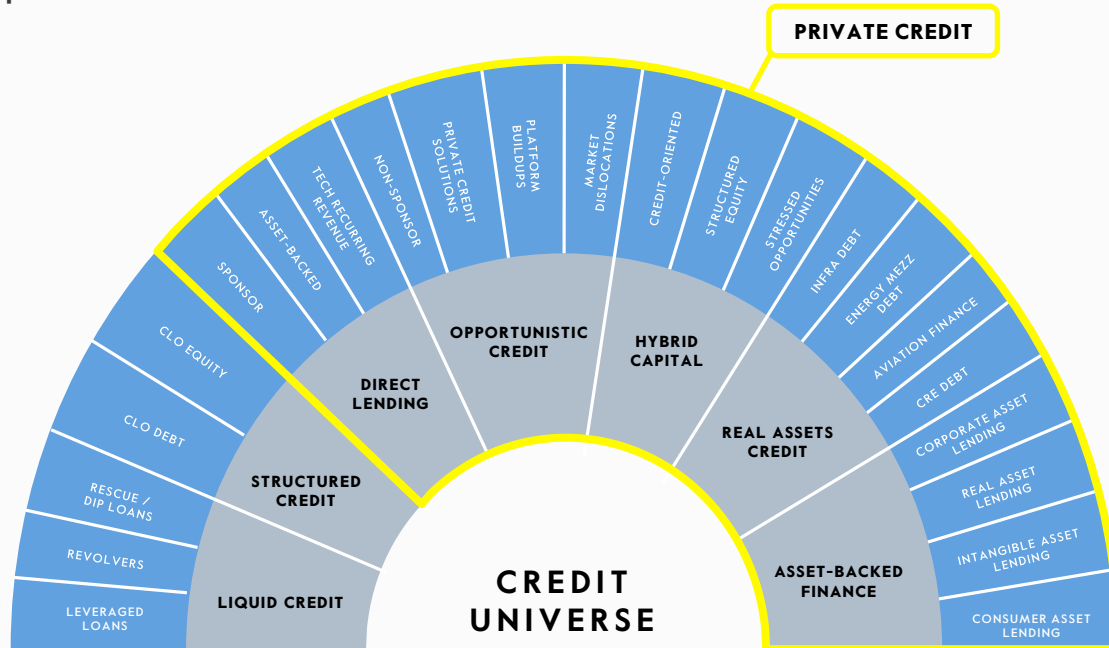 PRIVATE CREDIT
LEVERAGED
LOANS
REVOLVERS
RESCUE /
DIP LOANS
CLO DEBT
CLO EQUITY
SPONSOR
ASSET-BACKED
TECH RECURRING
REVENUE
NON-SPONSOR
PRIVATE CREDIT
SOLUTIONS
PLATFORM
BUILDUPS
MARKET
DISLOCATIONS
CREDIT-ORIENTED
STRUCTURED
EQUITY
STRESSED
OPPORTUNITIES
INFRA DEBT
ENERGY MEZZ
DEBT
AVIATION FINANCE
CRE DEBT
CORPORATE ASSET
LENDING
REAL ASSET
LENDING
INTANGIBLE ASSET
LENDING
CONSUMER ASSET
LENDING
LIQUID CREDIT
STRUCTURED
CREDIT
DIRECT
LENDING
OPPORTUNISTIC
CREDIT
HYBRID
CAPITAL
REAL ASSETS
CREDIT
ASSET-BACKED
FINANCE
CREDIT
UNIVERSE